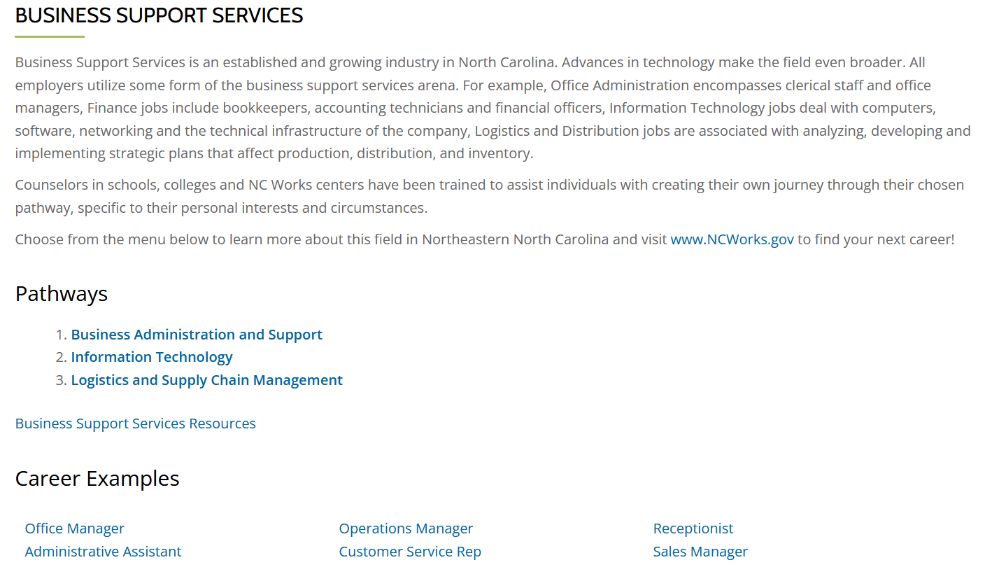 BUSINESS SUPPORT SERVICES
Business Support Services is an established and growing industry in North Carolina. Advances in technology make the field even broader. All
employers utilize some form of the business support services arena. For example, Office Administration encompasses clerical staff and office
managers, Finance jobs include bookkeepers, accounting technicians and financial officers, Information Technology jobs deal with computers,
software, networking and the technical infrastructure of the company, Logistics and Distribution jobs are associated with analyzing, developing and
implementing strategic plans that affect production, distribution, and inventory.
Counselors in schools, colleges and NC Works centers have been trained to assist individuals with creating their own journey through their chosen
pathway, specific to their personal interests and circumstances.
Choose from the menu below to learn more about this field in Northeastern North Carolina and visit www.NCWorks.gov to find your next career!
Pathways
1. Business Administration and Support
2. Information Technology
3. Logistics and Supply Chain Management
Business Support Services Resources
Career Examples
Office Manager Operations Manager Receptionist
Administrative Assistant Customer Service Rep Sales Manager